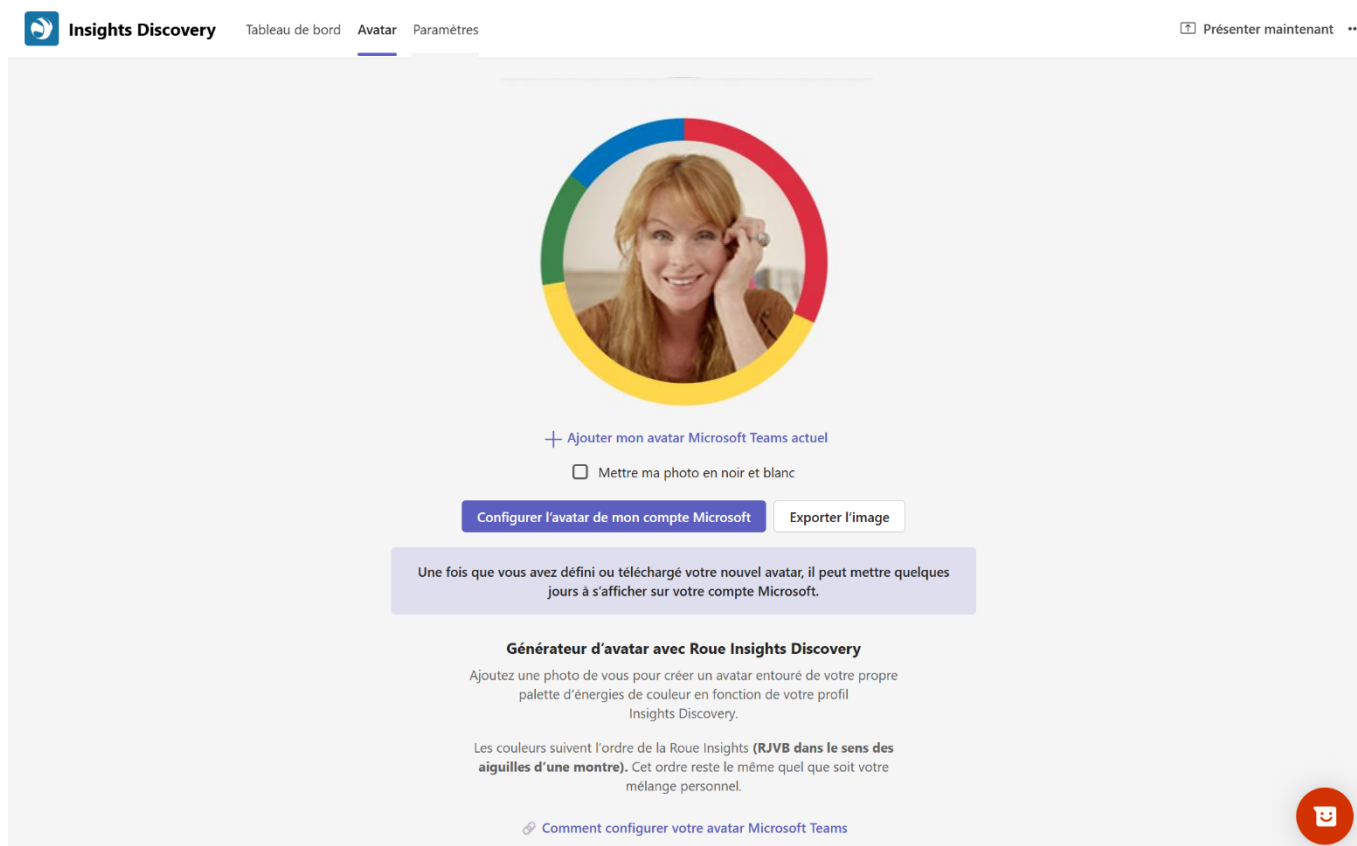 Insights Discovery Tableau de bord Avatar Paramètres Présenter maintenant
Ajouter mon avatar Microsoft Teams actuel
Mettre ma photo en noir et blanc
Configurer l'avatar de mon compte Microsoft Exporter l'image
Une fois que vous avez défini ou téléchargé votre nouvel avatar, il peut mettre quelques
jours à s'afficher sur votre compte Microsoft.
Générateur d'avatar avec Roue Insights Discovery
Ajoutez une photo de vous pour créer un avatar entouré de votre propre
palette d'énergies de couleur en fonction de votre profil
Insights Discovery.
Les couleurs suivent l'ordre de la Roue Insights (RJVB dans le sens des
aiguilles d'une montre). Cet ordre reste le même quel que soit votre
mélange personnel.
Comment configurer votre avatar Microsoft Teams